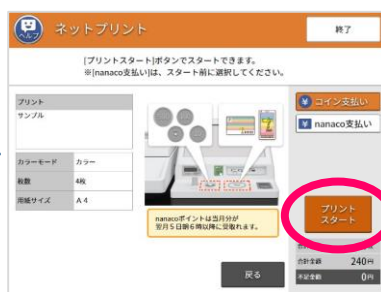 ヘルプ
ネットプリント
終了
[プリントスタート]ボタンでスタートできます。
※[nanaco支払い]は、スタート前に選択してください。
プリント
サンプル
カラーモード カラー
枚数 4枚
用紙サイズ A4
nanacoポイントは当月分が
翌月5日朝6時以降に受取れます。
コイン支払い
nanaco支払い
プリント
スタート
合計金額 240円
不足金額 0円
戻る